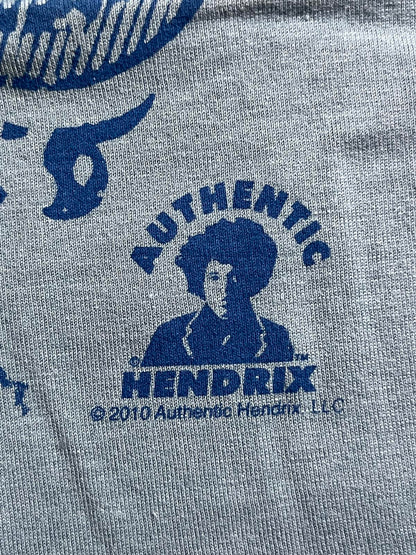 AUTHENTIC
© ™
HENDRIX
© 2010 Authentic Hendrix, LLC